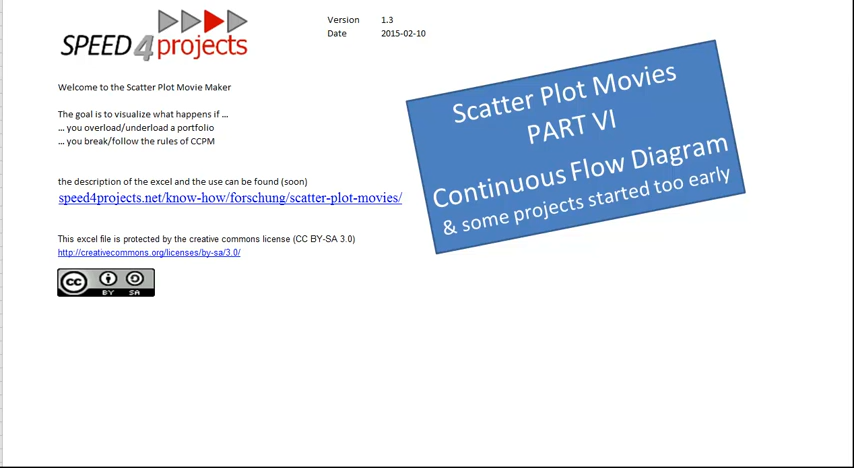 SPEED4projects
Version 1.3
Date 2015-02-10
Welcome to the Scatter Plot Movie Maker
The goal is to visualize what happens if ...
... you overload/underload a portfolio
... you break/follow the rules of CCPM
the description of the excel and the use can be found (soon)
speed4projects.net/know-how/forschung/scatter-plot-movies/
This excel file is protected by the creative commons license (CC BY-SA 3.0)
http://creativecommons.org/licenses/by-sa/3.0/
cc
BY SA
Scatter Plot Movies
PART VI
Continuous Flow Diagram
& some projects started too early